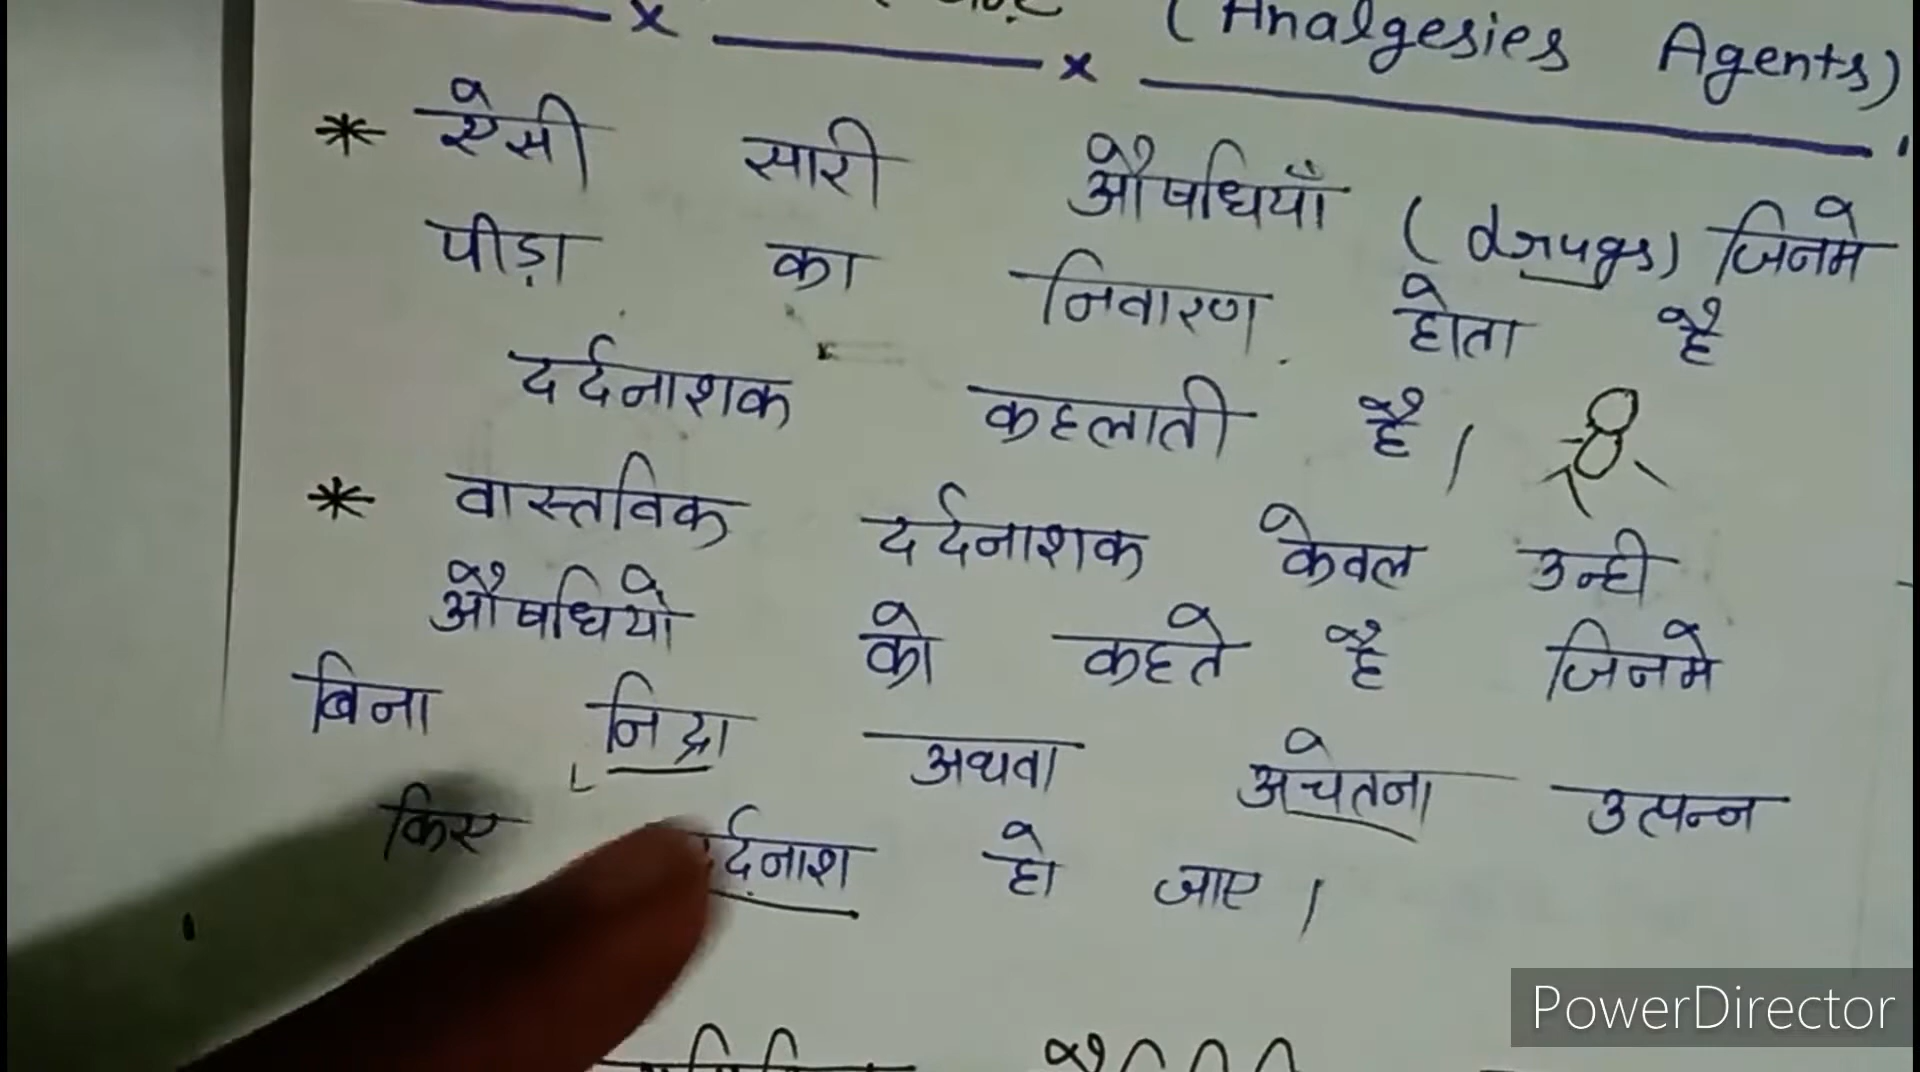 (Analgesies Agents)
* ऐसी सारी औषधियाँ (drugs) जिनमे
पीड़ा का निवारण होता है
दर्दनाशक कहलाती है।
* वास्तविक दर्दनाशक केवल उन्ही
औषधियो को कहते है जिनमे
बिना निद्रा अथवा अचेतना उत्पन्न
किए दर्दनाश हो जाए।
PowerDirector